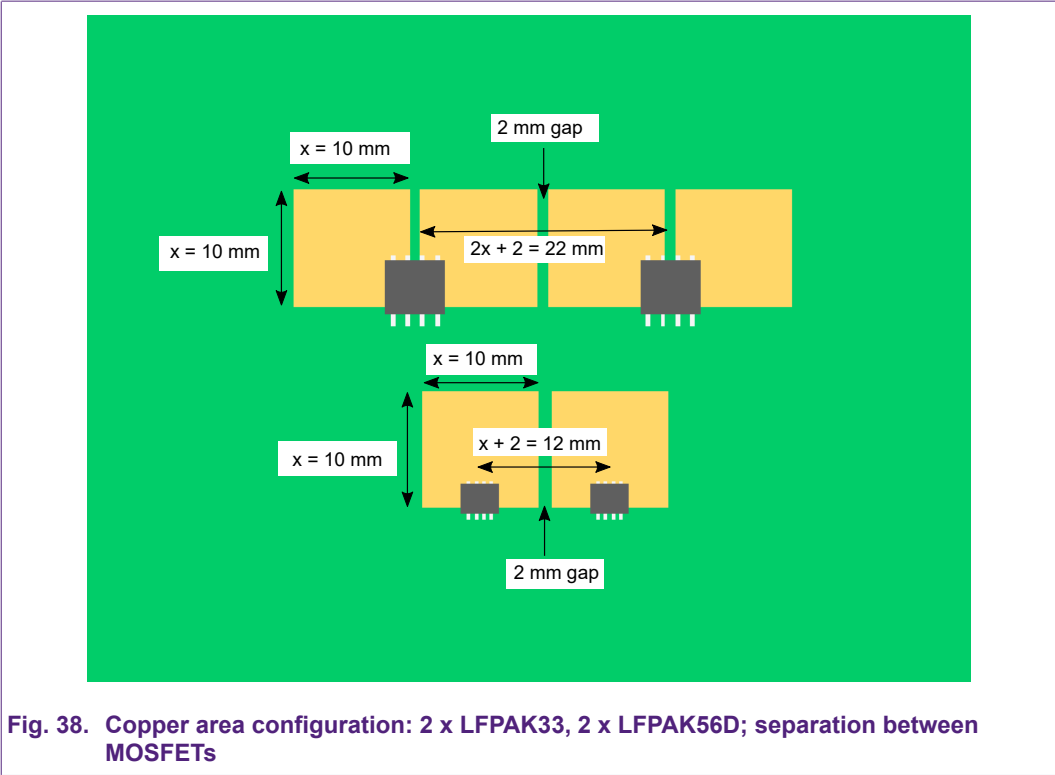 2 mm gap
x = 10 mm
x = 10 mm
2x + 2 = 22 mm
x = 10 mm
x + 2 = 12 mm
x = 10 mm
2 mm gap
Fig. 38. Copper area configuration: 2 x LFPAK33, 2 x LFPAK56D; separation between
MOSFETs